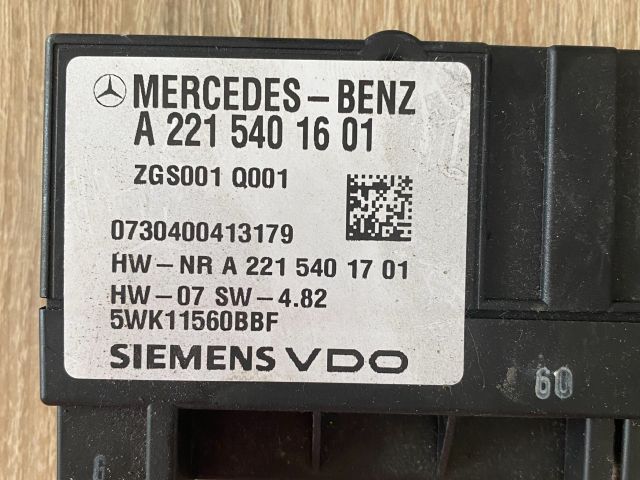 MERCEDES-BENZ
A 221 540 16 01
ZGS001 Q001
0730400413179
HW-NR A 221 540 17 01
HW-07 SW-4.82
5WK11560BBF
SIEMENS VDO
60
6